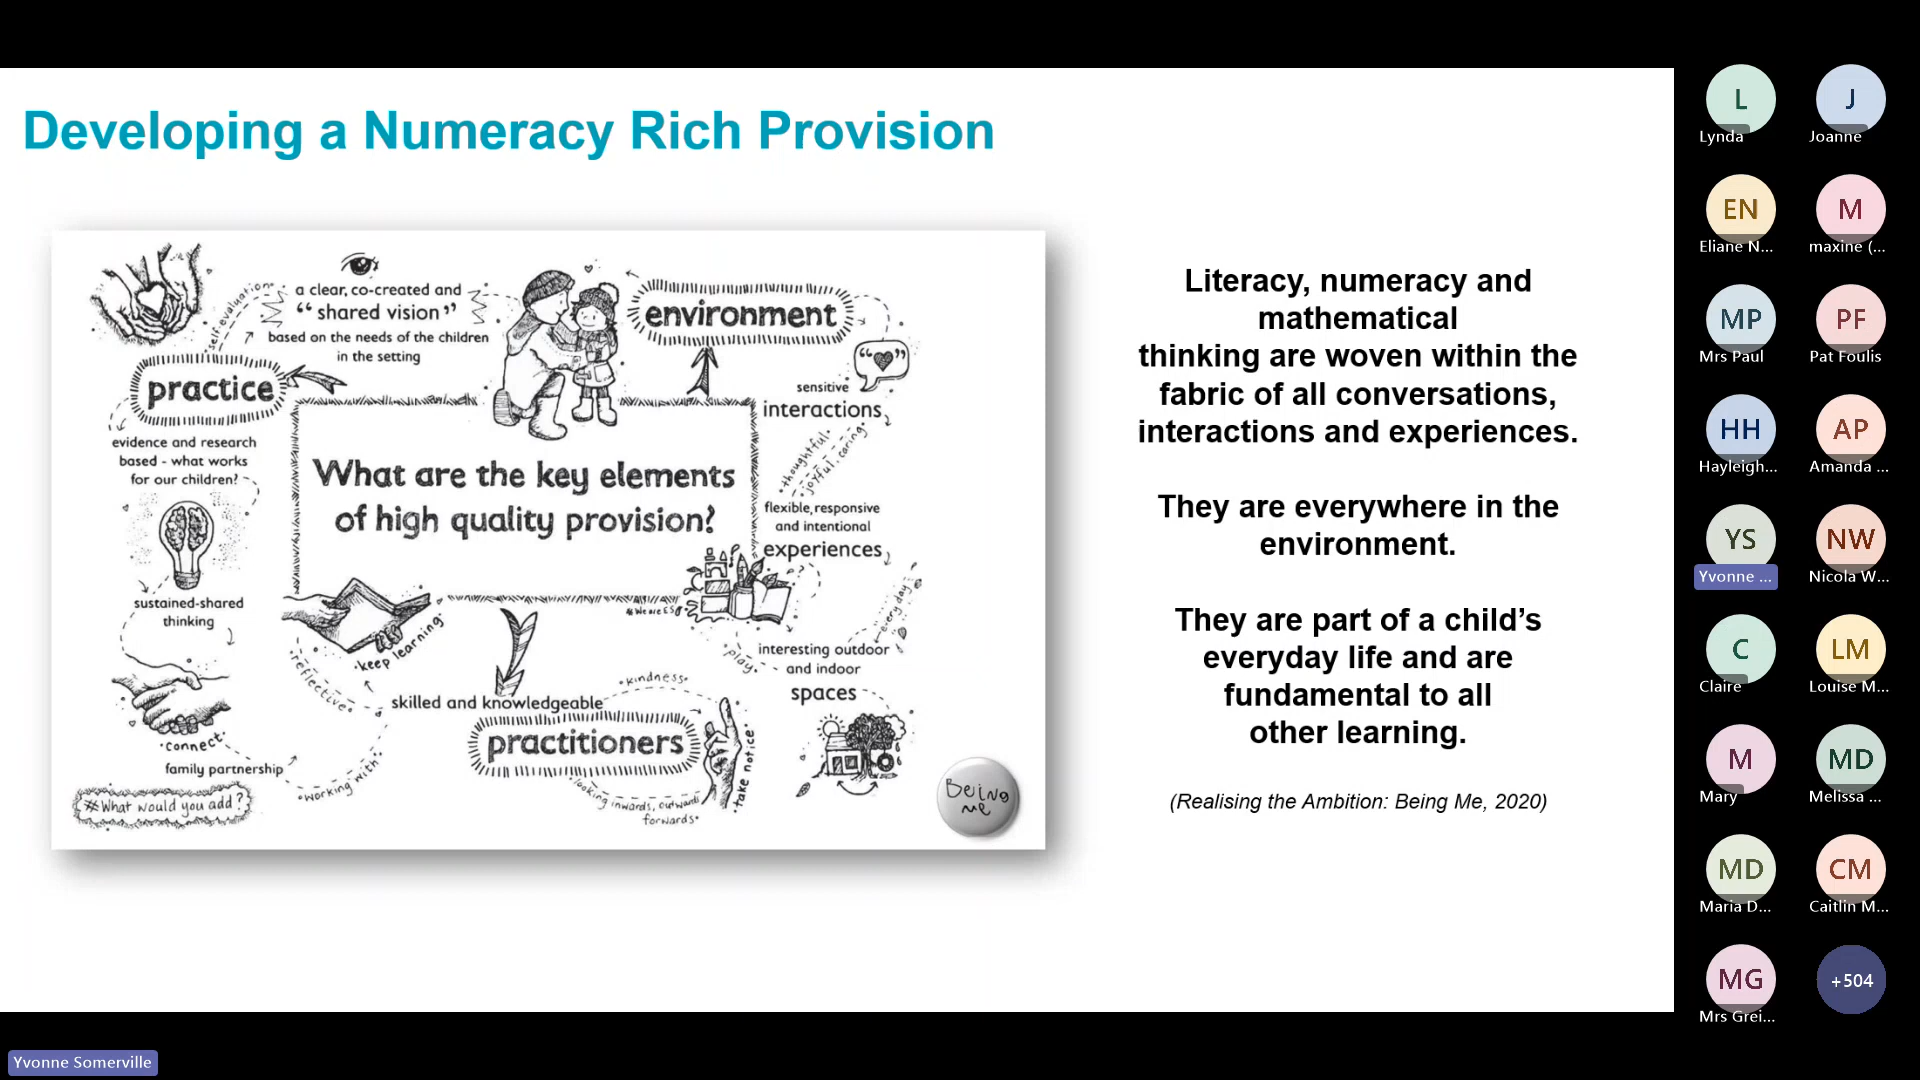 Developing a Numeracy Rich Provision
a clear, co-created and
“shared vision”
based on the needs of the children
in the setting
•self-evaluation•
practice
evidence and research
based - what works
for our children?
sustained-shared
thinking
•connect•
family partnership
•working with•
#What would you add?
What are the key elements
of high quality provision?
•keep learning•
•reflective•
skilled and knowledgeable
practitioners
•kindness•
•take notice•
looking inwards, outwards
forwards•
environment
sensitive
interactions
•thoughtful•
•joyful•caring•
flexible, responsive
and intentional
experiences
•everyday•
•play•
interesting outdoor
and indoor
spaces
Being
me
Literacy, numeracy and
mathematical
thinking are woven within the
fabric of all conversations,
interactions and experiences.
They are everywhere in the
environment.
They are part of a child’s
everyday life and are
fundamental to all
other learning.
(Realising the Ambition: Being Me, 2020)
L
Lynda
J
Joanne
EN
Eliane N...
M
maxine (...
MP
Mrs Paul
PF
Pat Foulis
HH
Hayleigh...
AP
Amanda ...
YS
Yvonne ...
NW
Nicola W...
C
Claire
LM
Louise M...
M
Mary
MD
Melissa ...
MD
Maria D...
CM
Caitlin M...
MG
Mrs Grei...
+504
Yvonne Somerville